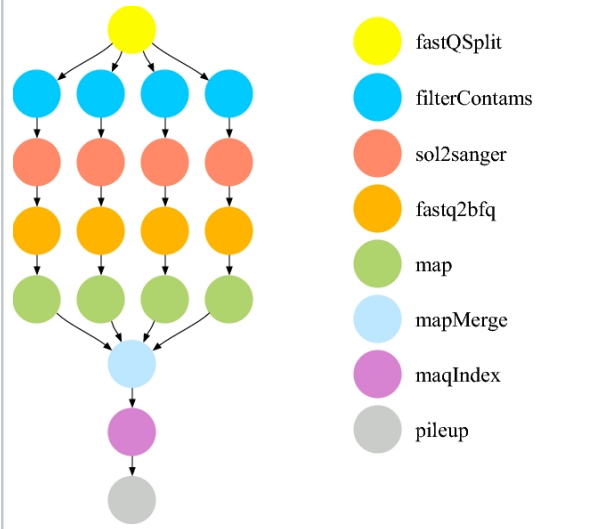 fastQSplit
filterContams
sol2sanger
fastq2bfq
map
mapMerge
maqIndex
pileup